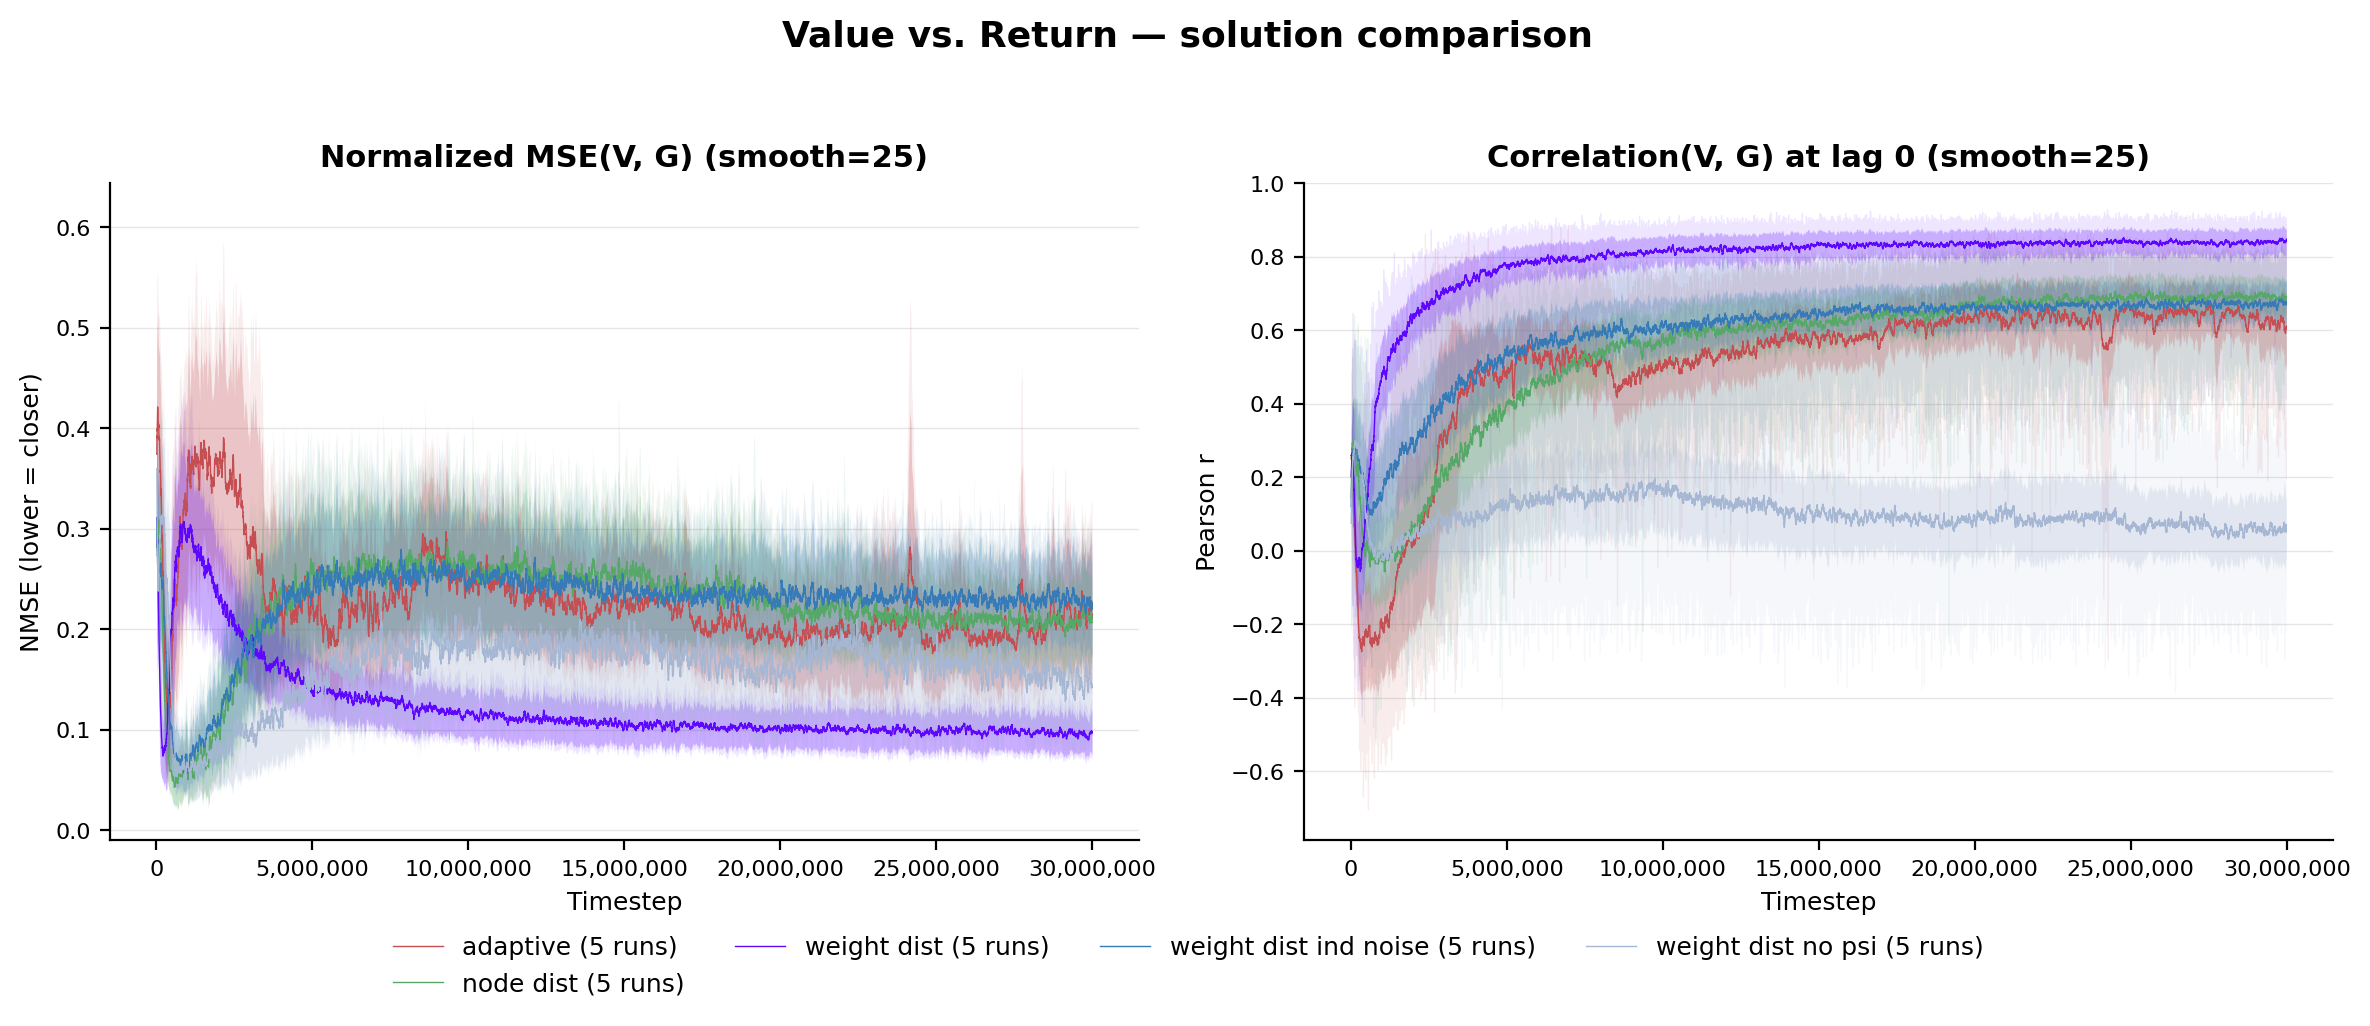 Value vs. Return — solution comparison
Normalized MSE(V, G) (smooth=25)
NMSE (lower = closer)
0.6
0.5
0.4
0.3
0.2
0.1
0.0
0 5,000,000 10,000,000 15,000,000 20,000,000 25,000,000 30,000,000
Timestep
Correlation(V, G) at lag 0 (smooth=25)
Pearson r
1.0
0.8
0.6
0.4
0.2
0.0
−0.2
−0.4
−0.6
0 5,000,000 10,000,000 15,000,000 20,000,000 25,000,000 30,000,000
Timestep
adaptive (5 runs) weight dist (5 runs) weight dist ind noise (5 runs) weight dist no psi (5 runs)
node dist (5 runs)